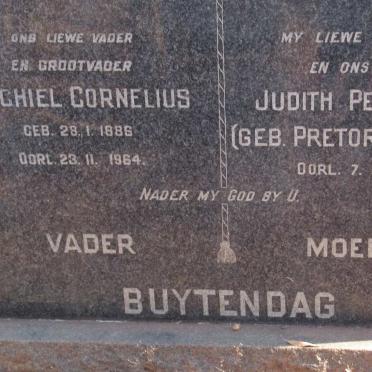 ONS LIEWE VADER
EN GROOTVADER
CHIEL CORNELIUS
GEB. 29.1.1886
OORL. 23.11.1964.
MY LIEWE
EN ONS
JUDITH PE
(GEB. PRETOR
OORL. 7.
NADER MY GOD BY U.
VADER
MOE
BUYTENDAG